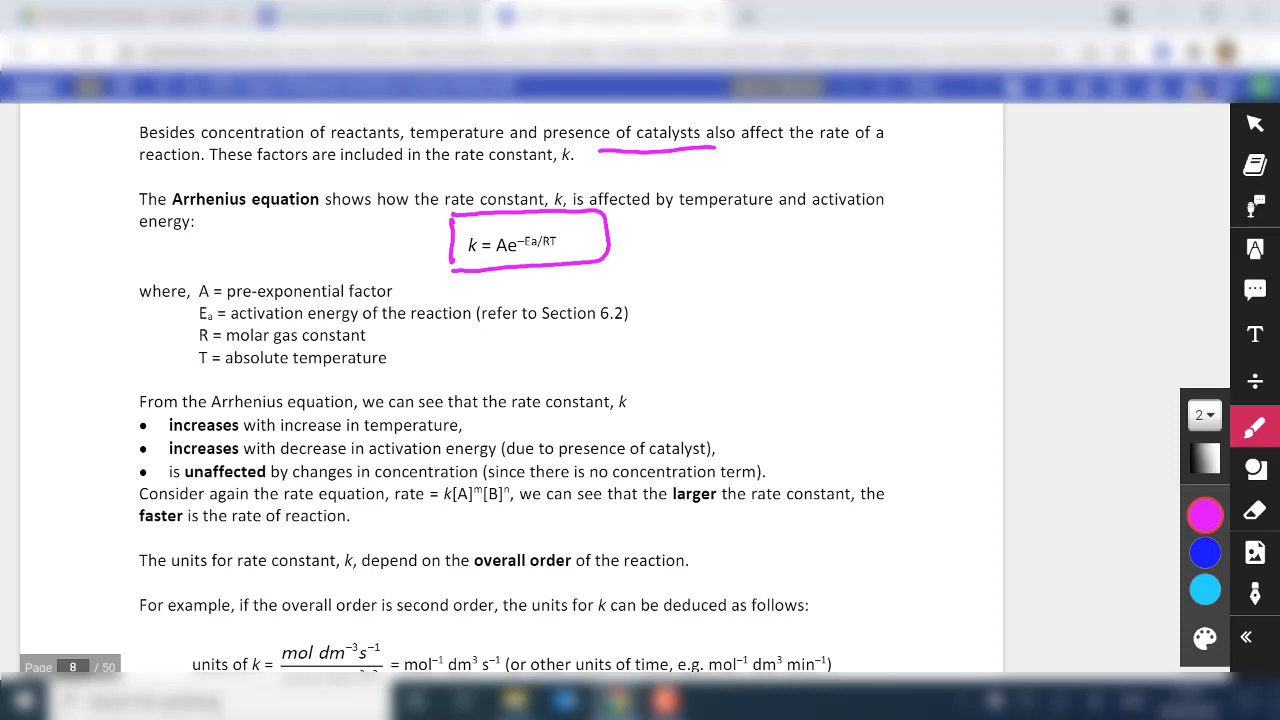 Besides concentration of reactants, temperature and presence of catalysts also affect the rate of a
reaction. These factors are included in the rate constant, k.
The Arrhenius equation shows how the rate constant, k, is affected by temperature and activation
energy:
k = Ae⁻ᴱᵃ/ᴿᵀ
where, A = pre-exponential factor
Eₐ = activation energy of the reaction (refer to Section 6.2)
R = molar gas constant
T = absolute temperature
From the Arrhenius equation, we can see that the rate constant, k
• increases with increase in temperature,
• increases with decrease in activation energy (due to presence of catalyst),
• is unaffected by changes in concentration (since there is no concentration term).
Consider again the rate equation, rate = k[A]ᵐ[B]ⁿ, we can see that the larger the rate constant, the
faster is the rate of reaction.
The units for rate constant, k, depend on the overall order of the reaction.
For example, if the overall order is second order, the units for k can be deduced as follows:
mol dm⁻³s⁻¹
units of k = = mol⁻¹ dm³ s⁻¹ (or other units of time, e.g. mol⁻¹ dm³ min⁻¹)
Page 8 / 50
2